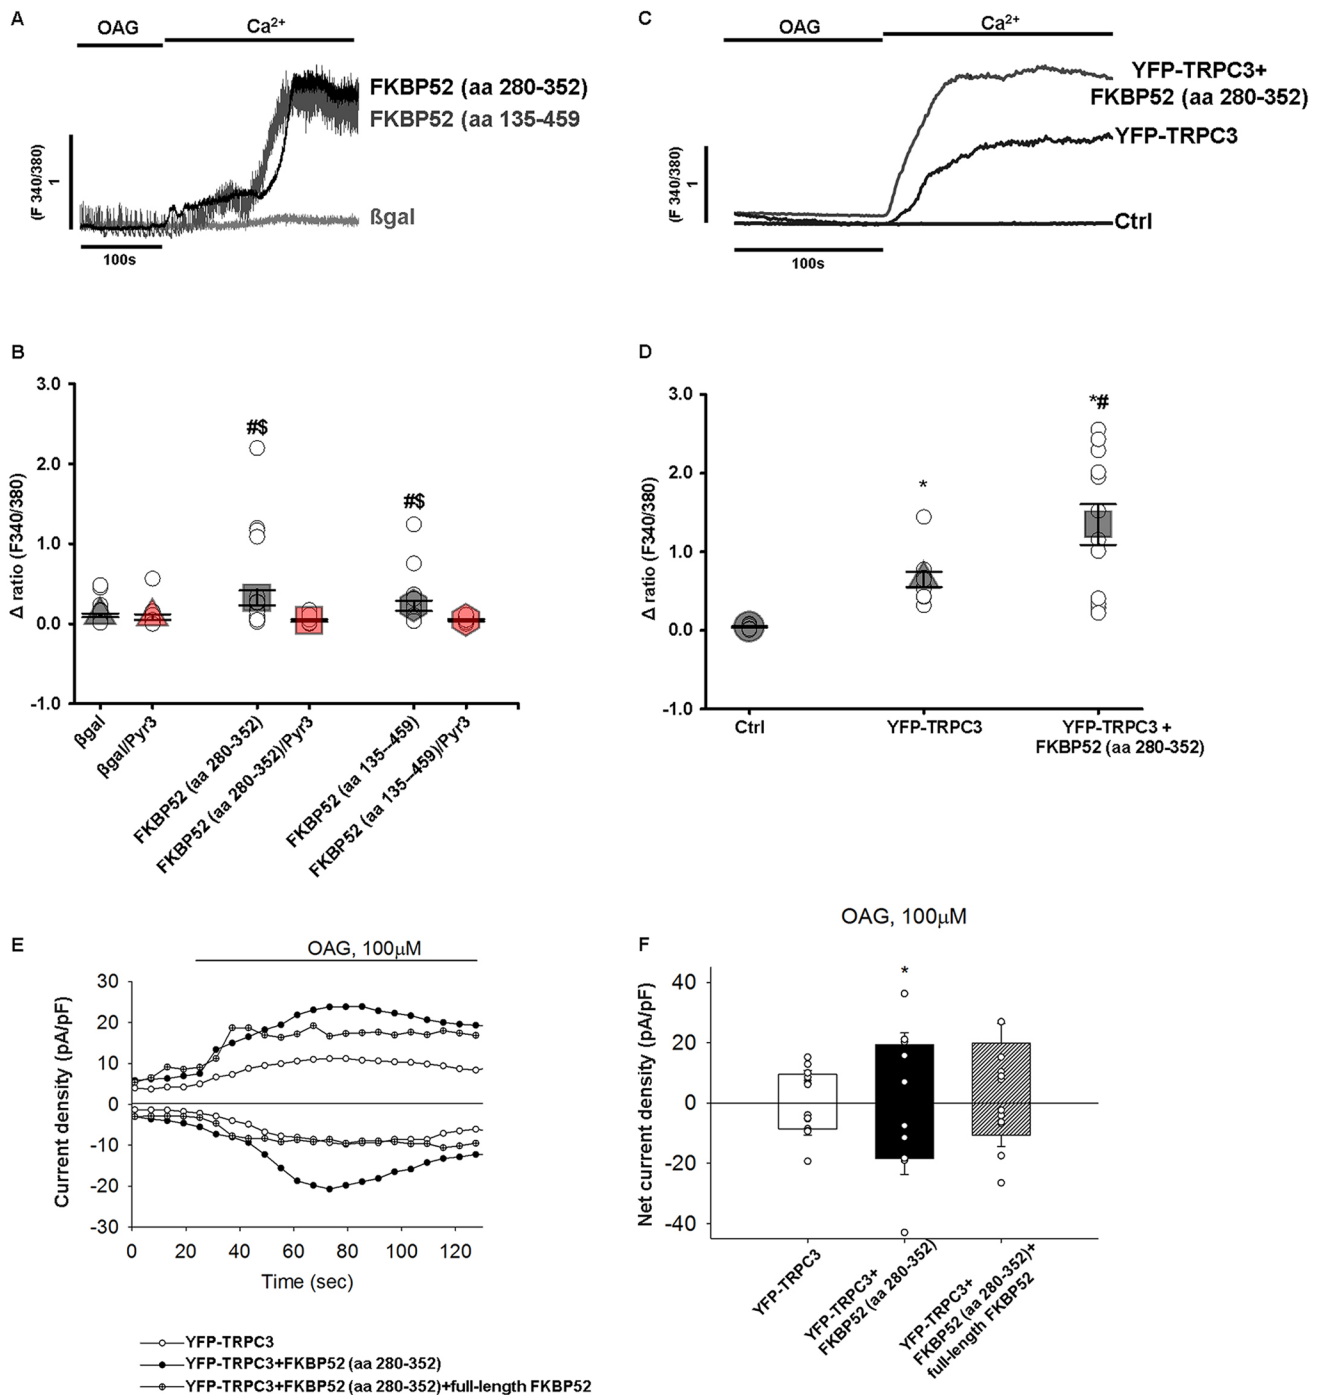 A
OAG
Ca2+
FKBP52 (aa 280-352)
FKBP52 (aa 135-459
ßgal
(F 340/380)
1
100s
C
OAG
Ca2+
YFP-TRPC3+
FKBP52 (aa 280-352)
YFP-TRPC3
Ctrl
(F 340/380)
1
100s
B
3.0
2.0
1.0
0.0
-1.0
Δ ratio (F340/380)
#$
#$
βgal
βgal/Pyr3
FKBP52 (aa 280-352)
FKBP52 (aa 280-352)/Pyr3
FKBP52 (aa 135--459)
FKBP52 (aa 135--459)/Pyr3
D
3.0
2.0
1.0
0.0
-1.0
Δ ratio (F340/380)
*
*#
Ctrl
YFP-TRPC3
YFP-TRPC3 +
FKBP52 (aa 280-352)
E
OAG, 100μM
30
20
10
0
-10
-20
-30
Current density (pA/pF)
0 20 40 60 80 100 120
Time (sec)
YFP-TRPC3
YFP-TRPC3+FKBP52 (aa 280-352)
YFP-TRPC3+FKBP52 (aa 280-352)+full-length FKBP52
F
OAG, 100μM
*
40
20
0
-20
-40
Net current density (pA/pF)
YFP-TRPC3
YFP-TRPC3+
FKBP52 (aa 280-352)
YFP-TRPC3+
FKBP52 (aa 280-352)+
full-length FKBP52